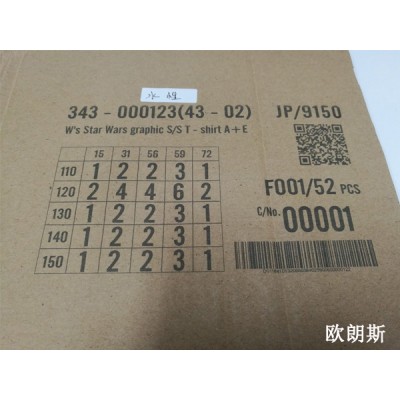 水性
343 - 000123(43 - 02) JP/9150
W's Star Wars graphic S/S T - shirt A + E
15 31 56 59 72
110 1 2 2 3 1
120 2 4 4 6 2
130 1 2 2 3 1
140 1 2 2 3 1
150 1 2 2 3 1
F001/52 PCS
C/No. 00001
欧朗斯